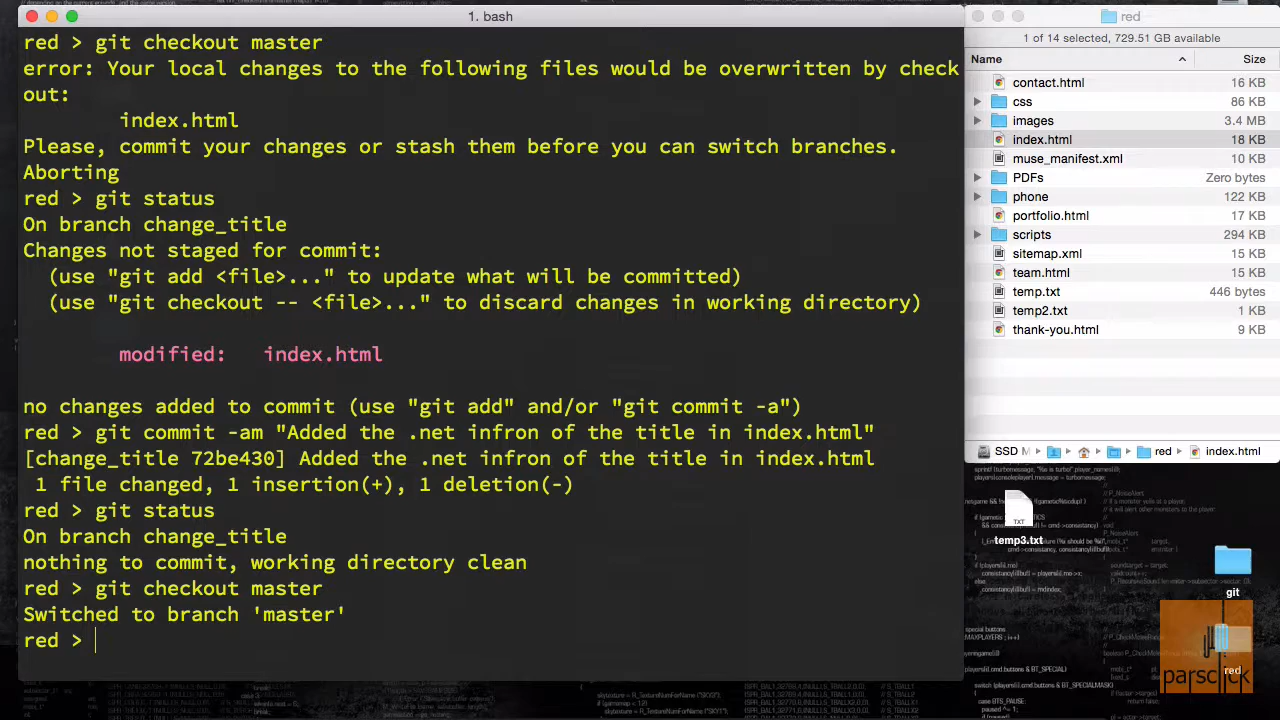 1. bash
red > git checkout master
error: Your local changes to the following files would be overwritten by check
out:
index.html
Please, commit your changes or stash them before you can switch branches.
Aborting
red > git status
On branch change_title
Changes not staged for commit:
(use "git add <file>..." to update what will be committed)
(use "git checkout -- <file>..." to discard changes in working directory)
modified: index.html
no changes added to commit (use "git add" and/or "git commit -a")
red > git commit -am "Added the .net infron of the title in index.html"
[change_title 72be430] Added the .net infron of the title in index.html
1 file changed, 1 insertion(+), 1 deletion(-)
red > git status
On branch change_title
nothing to commit, working directory clean
red > git checkout master
Switched to branch 'master'
red >
red
1 of 14 selected, 729.51 GB available
Name Size
contact.html 16 KB
css 86 KB
images 3.4 MB
index.html 18 KB
muse_manifest.xml 10 KB
PDFs Zero bytes
phone 122 KB
portfolio.html 17 KB
scripts 294 KB
sitemap.xml 15 KB
team.html 15 KB
temp.txt 446 bytes
temp2.txt 1 KB
thank-you.html 9 KB
SSD M red index.html
TXT
temp3.txt
git
red
parsclick